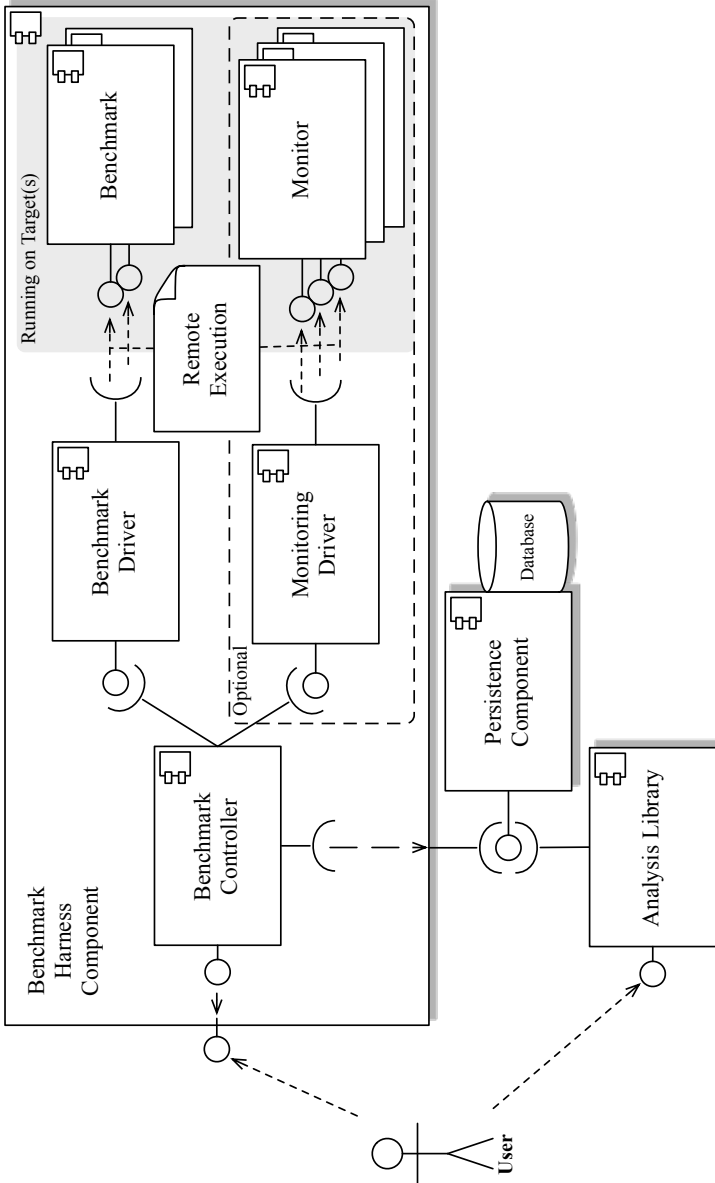 Benchmark
Harness
Component
Running on Target(s)
Benchmark
Monitor
Remote
Execution
Benchmark
Driver
Monitoring
Driver
Optional
Benchmark
Controller
Persistence
Component
Database
Analysis Library
User